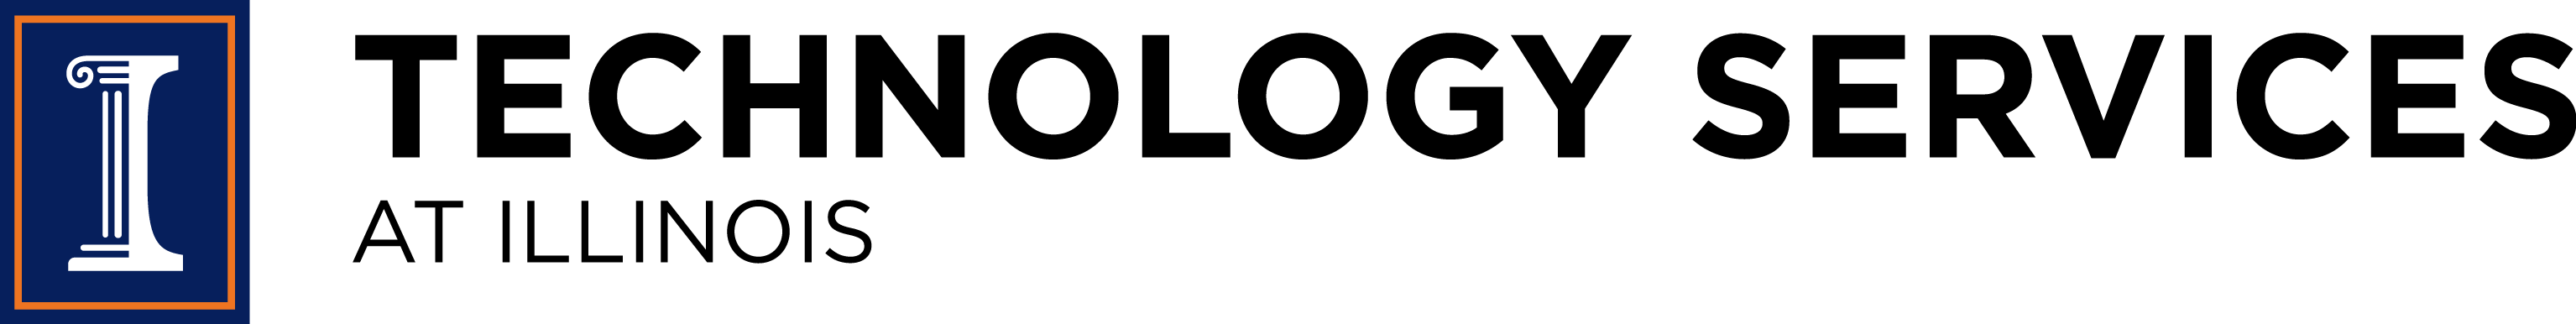 TECHNOLOGY SERVICES
AT ILLINOIS